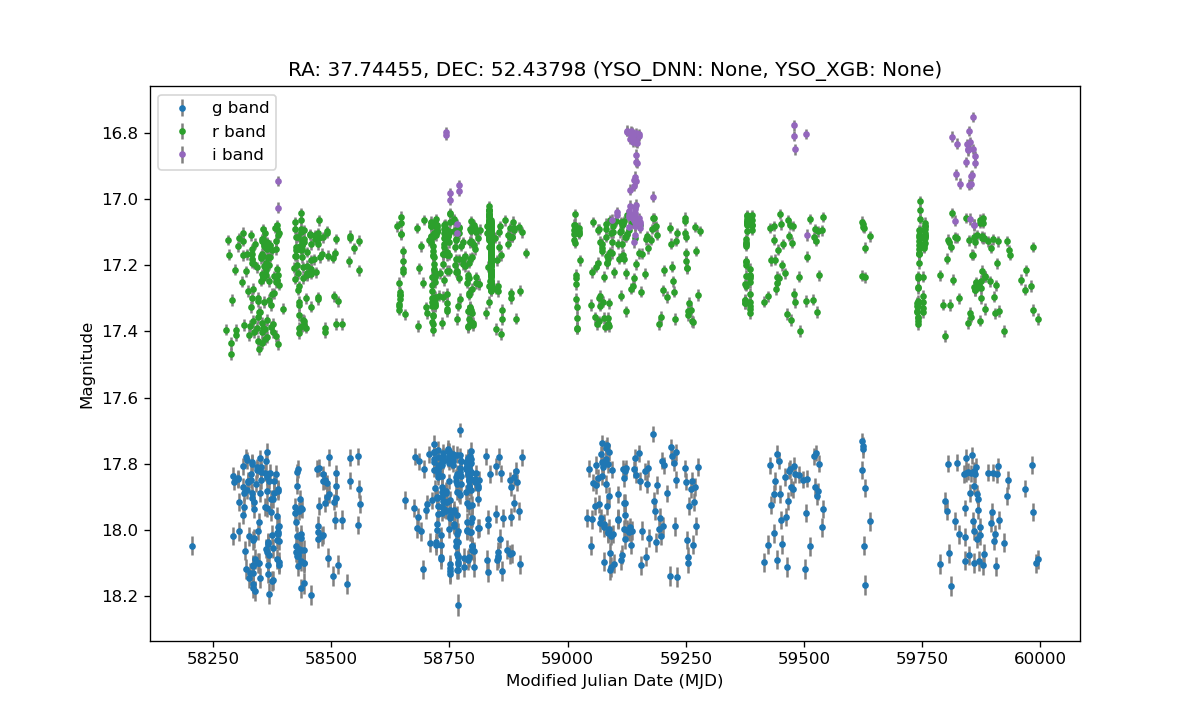 RA: 37.74455, DEC: 52.43798 (YSO_DNN: None, YSO_XGB: None)
g band
r band
i band
16.8
17.0
17.2
17.4
17.6
17.8
18.0
18.2
Magnitude
58250 58500 58750 59000 59250 59500 59750 60000
Modified Julian Date (MJD)